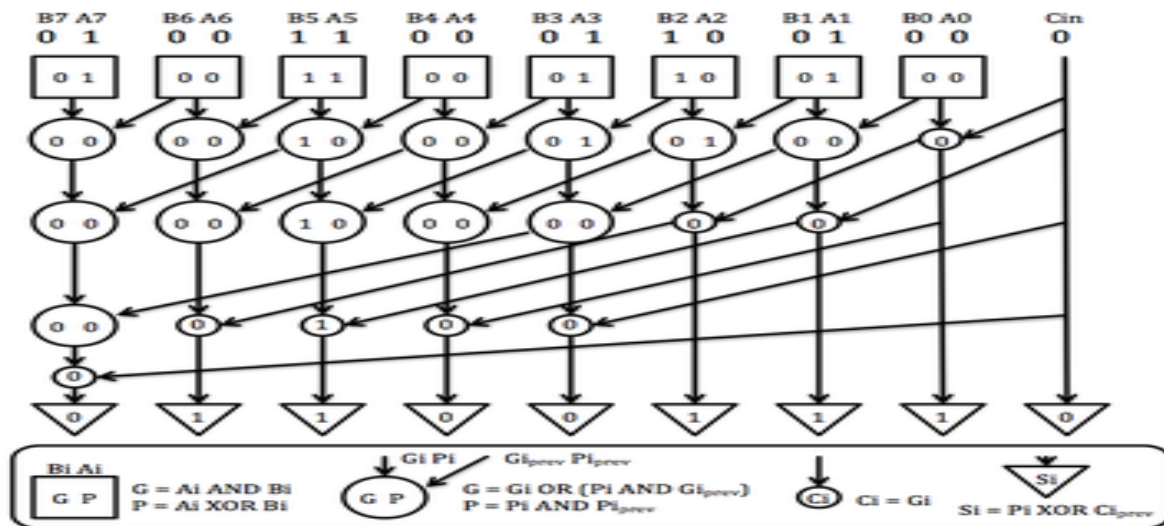 B7 A7 B6 A6 B5 A5 B4 A4 B3 A3 B2 A2 B1 A1 B0 A0 Cin
0 1 0 0 1 1 0 0 0 1 1 0 0 1 0 0 0
0 1 0 0 1 1 0 0 0 1 1 0 0 1 0 0
0 0 0 0 1 0 0 0 0 1 0 1 0 0 0
0 0 0 0 1 0 0 0 0 0 0 0
0 0 0 1 0 0
0
0 1 1 0 0 1 1 1 0
Bi Ai
G P
G = Ai AND Bi
P = Ai XOR Bi
Gi Pi Giprev Piprev
G P
G = Gi OR (Pi AND Giprev)
P = Pi AND Piprev
Ci
Ci = Gi
Si
Si = Pi XOR Ciprev